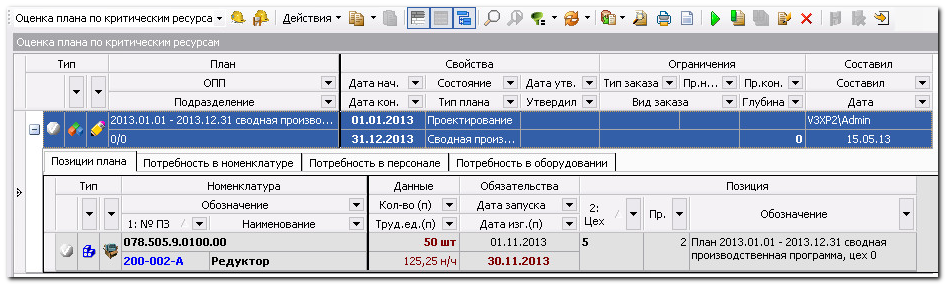 Оценка плана по критическим ресурса Действия
Оценка плана по критическим ресурсам
Тип План Свойства Ограничения Составил
ОПП Дата нач. Состояние Дата утв. Тип заказа Пр.н... Пр.кон. Составил
Подразделение Дата кон. Тип плана Утвердил Вид заказа Глубина Дата
2013.01.01 - 2013.12.31 сводная произво... 01.01.2013 Проектирование V3XP2\Admin
0/0 31.12.2013 Сводная произ... 0 15.05.13
Позиции плана Потребность в номенклатуре Потребность в персонале Потребность в оборудовании
Тип Номенклатура Данные Обязательства Позиция
Обозначение Кол-во (п) Дата запуска 2: Цех / Пр. Обозначение
1: № ПЗ / Наименование Труд.ед.(п) Дата изг.(п)
078.505.9.0100.00 50 шт 01.11.2013 5 2 План 2013.01.01 - 2013.12.31 сводная
200-002-А Редуктор 125,25 н/ч 30.11.2013 производственная программа, цех 0